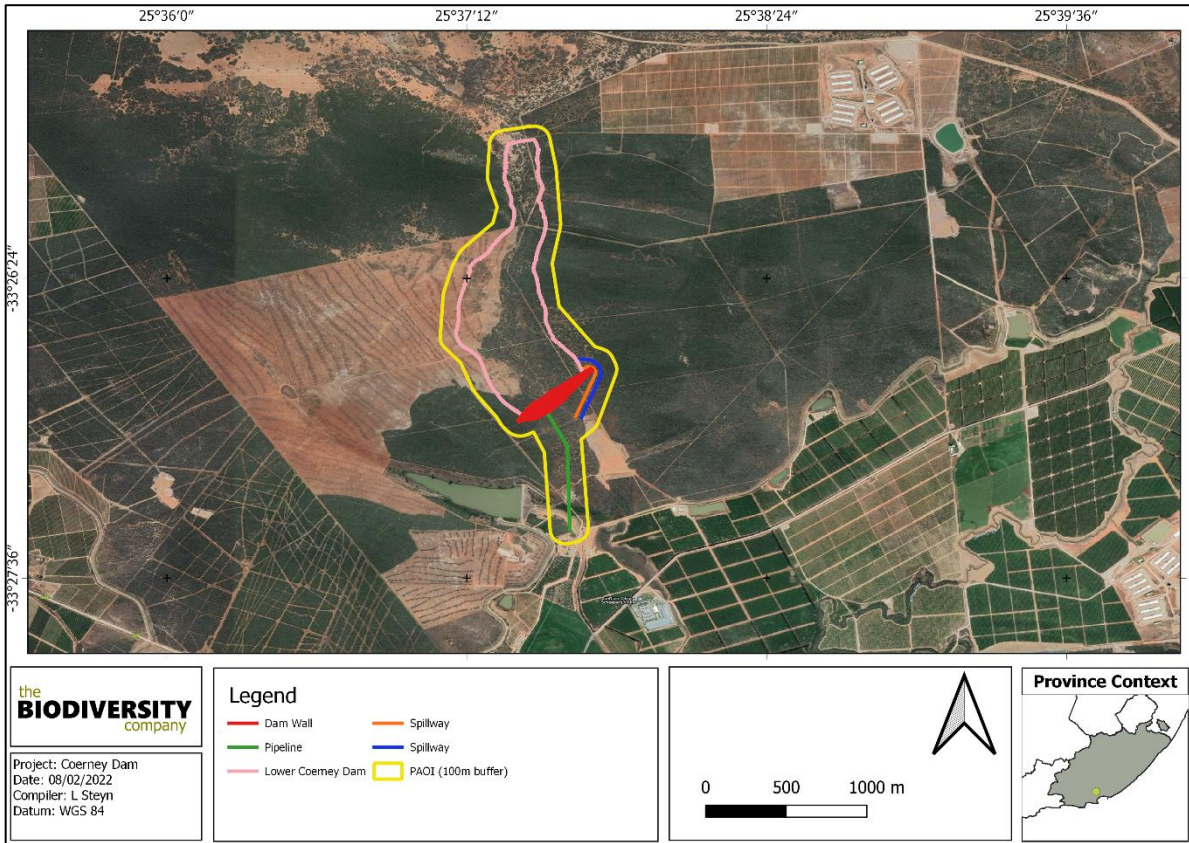 25°36'0" 25°37'12" 25°38'24" 25°39'36"
-33°26'24"
-33°27'36"
the
BIODIVERSITY
company
Project: Coerney Dam
Date: 08/02/2022
Compiler: L Steyn
Datum: WGS 84
Legend
Dam Wall
Pipeline
Lower Coerney Dam
Spillway
Spillway
PAOI (100m buffer)
0 500 1000 m
Province Context